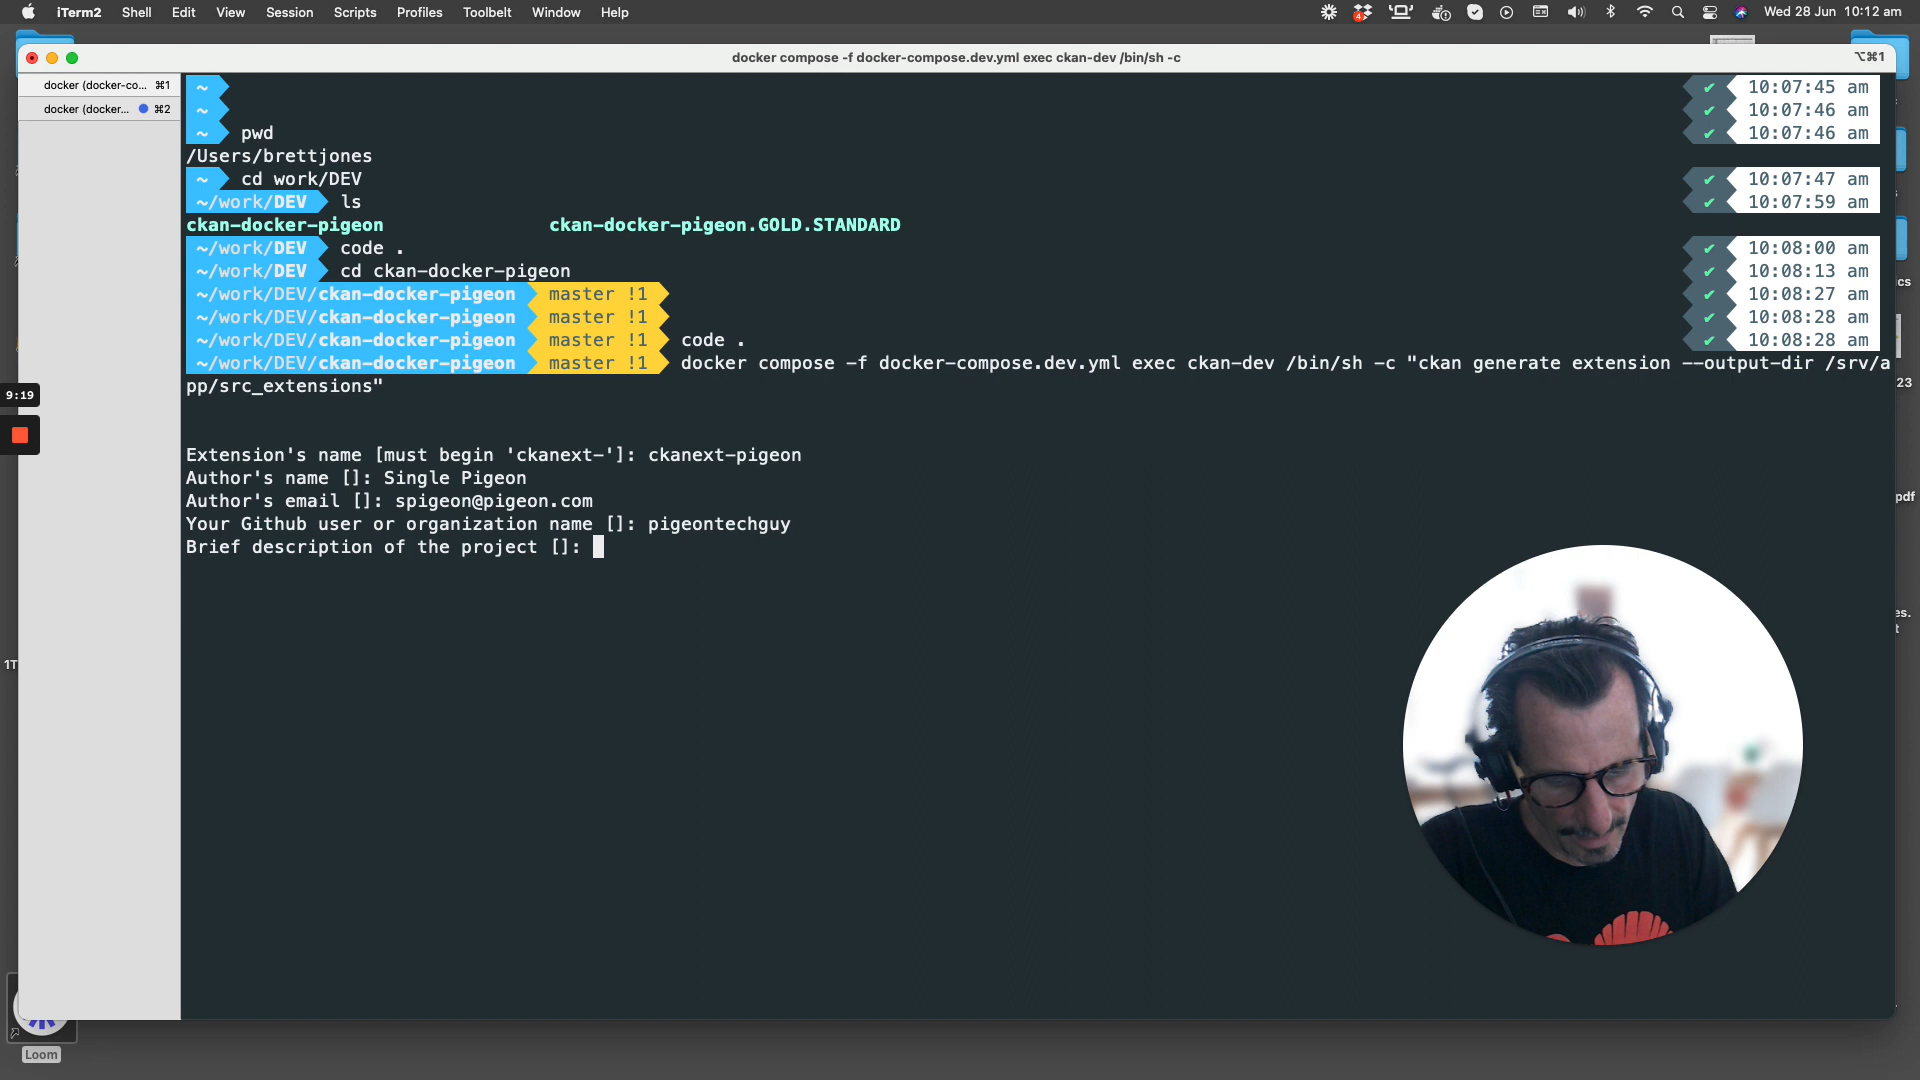 iTerm2 Shell Edit View Session Scripts Profiles Toolbelt Window Help 4 Wed 28 Jun 10:12 am
docker compose -f docker-compose.dev.yml exec ckan-dev /bin/sh -c ⌥⌘1
docker (docker-co... ⌘1
docker (docker... ⌘2
~ ✔ 10:07:45 am
~ ✔ 10:07:46 am
~ pwd ✔ 10:07:46 am
/Users/brettjones
~ cd work/DEV ✔ 10:07:47 am
~/work/DEV ls ✔ 10:07:59 am
ckan-docker-pigeon ckan-docker-pigeon.GOLD.STANDARD
~/work/DEV code . ✔ 10:08:00 am
~/work/DEV cd ckan-docker-pigeon ✔ 10:08:13 am
~/work/DEV/ckan-docker-pigeon master !1 ✔ 10:08:27 am
~/work/DEV/ckan-docker-pigeon master !1 ✔ 10:08:28 am
~/work/DEV/ckan-docker-pigeon master !1 code . ✔ 10:08:28 am
~/work/DEV/ckan-docker-pigeon master !1 docker compose -f docker-compose.dev.yml exec ckan-dev /bin/sh -c "ckan generate extension --output-dir /srv/a
pp/src_extensions"
Extension's name [must begin 'ckanext-']: ckanext-pigeon
Author's name []: Single Pigeon
Author's email []: spigeon@pigeon.com
Your Github user or organization name []: pigeontechguy
Brief description of the project []:
9:19
cs
23
pdf
es.
t
1T
Loom